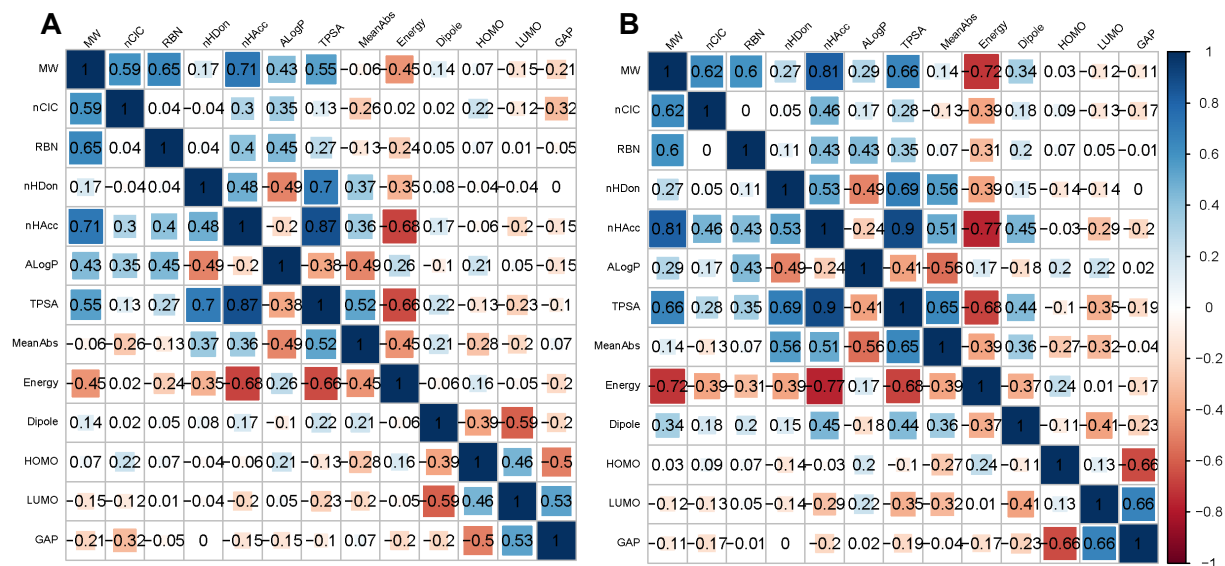 A
MW nCIC RBN nHDon nHAcc ALogP TPSA MeanAbs Energy Dipole HOMO LUMO GAP
MW 1 0.59 0.65 0.17 0.71 0.43 0.55 −0.06 −0.45 0.14 0.07 −0.15 −0.21
nCIC 0.59 1 0.04 −0.04 0.3 0.35 0.13 −0.26 0.02 0.02 0.22 −0.12 −0.32
RBN 0.65 0.04 1 0.04 0.4 0.45 0.27 −0.13 −0.24 0.05 0.07 0.01 −0.05
nHDon 0.17 −0.04 0.04 1 0.48 −0.49 0.7 0.37 −0.35 0.08 −0.04 −0.04 0
nHAcc 0.71 0.3 0.4 0.48 1 −0.2 0.87 0.36 −0.68 0.17 −0.06 −0.2 −0.15
ALogP 0.43 0.35 0.45 −0.49 −0.2 1 −0.38 −0.49 0.26 −0.1 0.21 0.05 −0.15
TPSA 0.55 0.13 0.27 0.7 0.87 −0.38 1 0.52 −0.66 0.22 −0.13 −0.23 −0.1
MeanAbs −0.06 −0.26 −0.13 0.37 0.36 −0.49 0.52 1 −0.45 0.21 −0.28 −0.2 0.07
Energy −0.45 0.02 −0.24 −0.35 −0.68 0.26 −0.66 −0.45 1 −0.06 0.16 −0.05 −0.2
Dipole 0.14 0.02 0.05 0.08 0.17 −0.1 0.22 0.21 −0.06 1 −0.39 −0.59 −0.2
HOMO 0.07 0.22 0.07 −0.04 −0.06 0.21 −0.13 −0.28 0.16 −0.39 1 0.46 −0.5
LUMO −0.15 −0.12 0.01 −0.04 −0.2 0.05 −0.23 −0.2 −0.05 −0.59 0.46 1 0.53
GAP −0.21 −0.32 −0.05 0 −0.15 −0.15 −0.1 0.07 −0.2 −0.2 −0.5 0.53 1
B
MW nCIC RBN nHDon nHAcc ALogP TPSA MeanAbs Energy Dipole HOMO LUMO GAP
MW 1 0.62 0.6 0.27 0.81 0.29 0.66 0.14 −0.72 0.34 0.03 −0.12 −0.11
nCIC 0.62 1 0 0.05 0.46 0.17 0.28 −0.13 −0.39 0.18 0.09 −0.13 −0.17
RBN 0.6 0 1 0.11 0.43 0.43 0.35 0.07 −0.31 0.2 0.07 0.05 −0.01
nHDon 0.27 0.05 0.11 1 0.53 −0.49 0.69 0.56 −0.39 0.15 −0.14 −0.14 0
nHAcc 0.81 0.46 0.43 0.53 1 −0.24 0.9 0.51 −0.77 0.45 −0.03 −0.29 −0.2
ALogP 0.29 0.17 0.43 −0.49 −0.24 1 −0.41 −0.56 0.17 −0.18 0.2 0.22 0.02
TPSA 0.66 0.28 0.35 0.69 0.9 −0.41 1 0.65 −0.68 0.44 −0.1 −0.35 −0.19
MeanAbs 0.14 −0.13 0.07 0.56 0.51 −0.56 0.65 1 −0.39 0.36 −0.27 −0.32 −0.04
Energy −0.72 −0.39 −0.31 −0.39 −0.77 0.17 −0.68 −0.39 1 −0.37 0.24 0.01 −0.17
Dipole 0.34 0.18 0.2 0.15 0.45 −0.18 0.44 0.36 −0.37 1 −0.11 −0.41 −0.23
HOMO 0.03 0.09 0.07 −0.14 −0.03 0.2 −0.1 −0.27 0.24 −0.11 1 0.13 −0.66
LUMO −0.12 −0.13 0.05 −0.14 −0.29 0.22 −0.35 −0.32 0.01 −0.41 0.13 1 0.66
GAP −0.11 −0.17 −0.01 0 −0.2 0.02 −0.19 −0.04 −0.17 −0.23 −0.66 0.66 1
1
0.8
0.6
0.4
0.2
0
−0.2
−0.4
−0.6
−0.8
−1